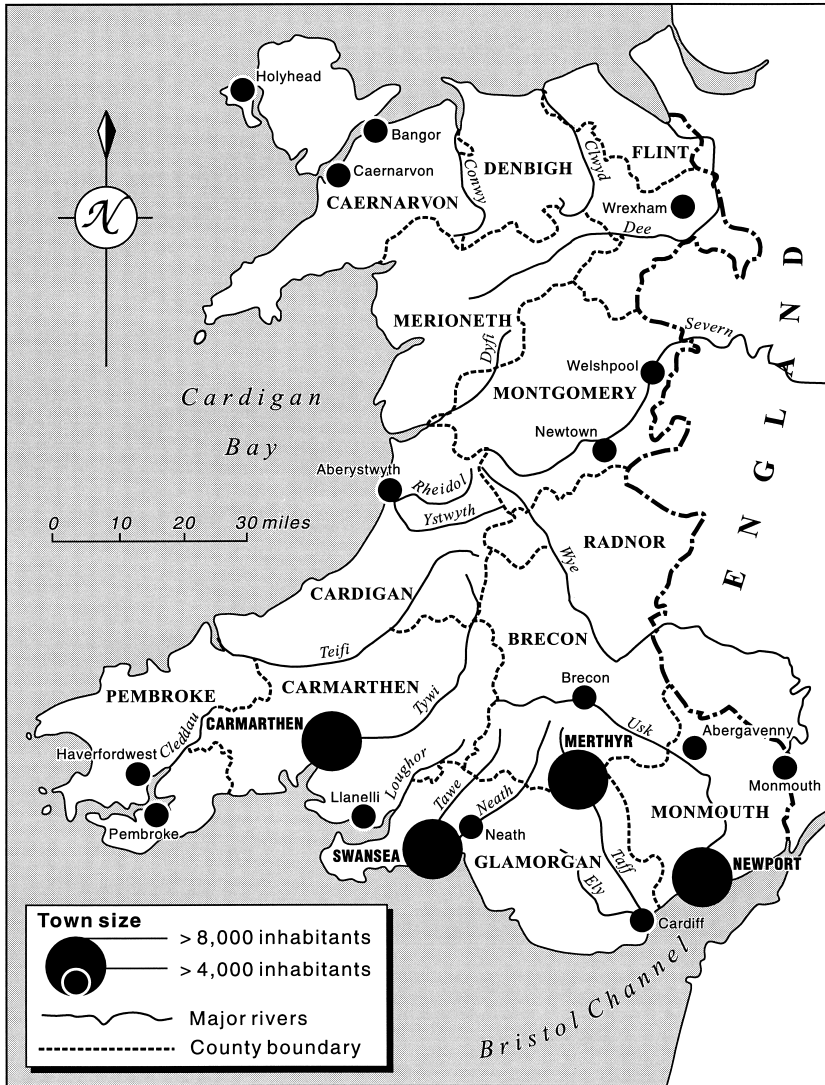 Holyhead
Bangor
Caernarvon
CAERNARVON
Conwy
DENBIGH
Clwyd
FLINT
Wrexham
Dee
N
MERIONETH
Dyfi
Severn
Welshpool
MONTGOMERY
Newtown
ENGLAND
Cardigan
Bay
Aberystwyth
Rheidol
Ystwyth
0 10 20 30 miles
Wye
RADNOR
CARDIGAN
Teifi
BRECON
Brecon
PEMBROKE
CARMARTHEN
CARMARTHEN
Tywi
Cleddau
Usk
Abergavenny
Haverfordwest
MERTHYR
Monmouth
Loughor
Llanelli
Tawe
Neath
MONMOUTH
Pembroke
Neath
SWANSEA
GLAMORGAN
Taff
Ely
NEWPORT
Cardiff
Bristol Channel
Town size
> 8,000 inhabitants
> 4,000 inhabitants
Major rivers
County boundary